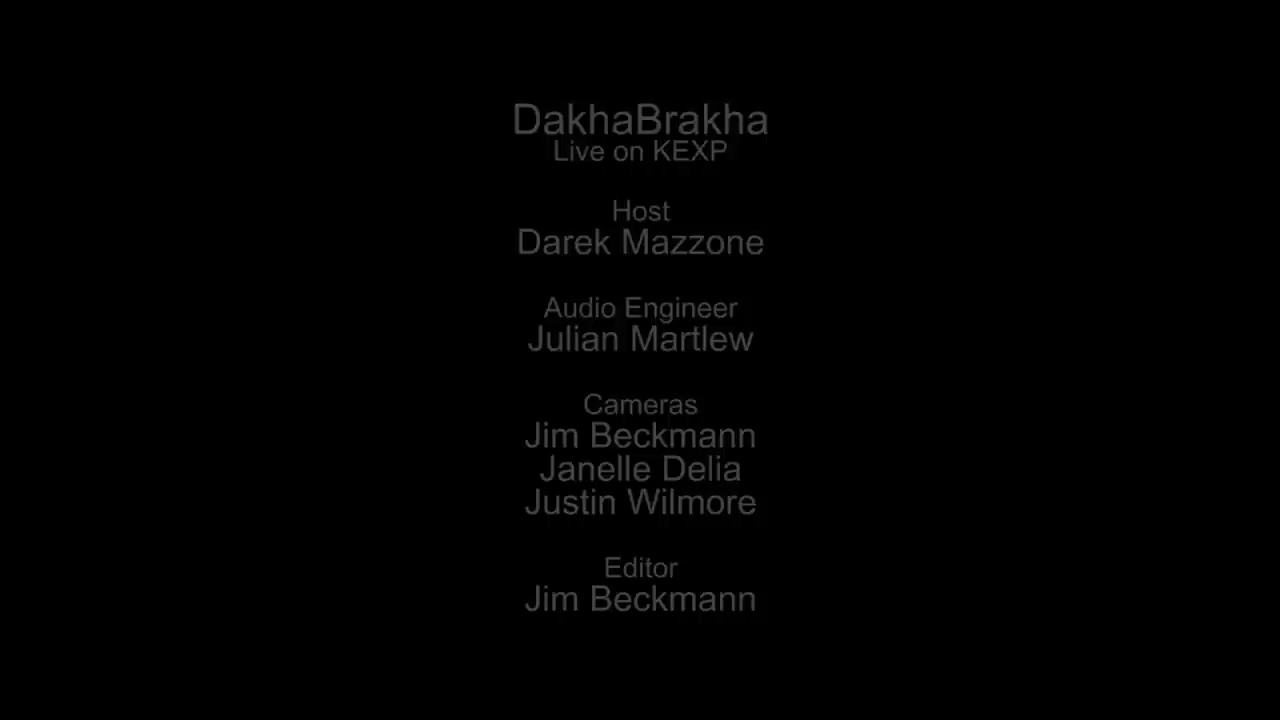 DakhaBrakha
Live on KEXP
Host
Darek Mazzone
Audio Engineer
Julian Martlew
Cameras
Jim Beckmann
Janelle Delia
Justin Wilmore
Editor
Jim Beckmann